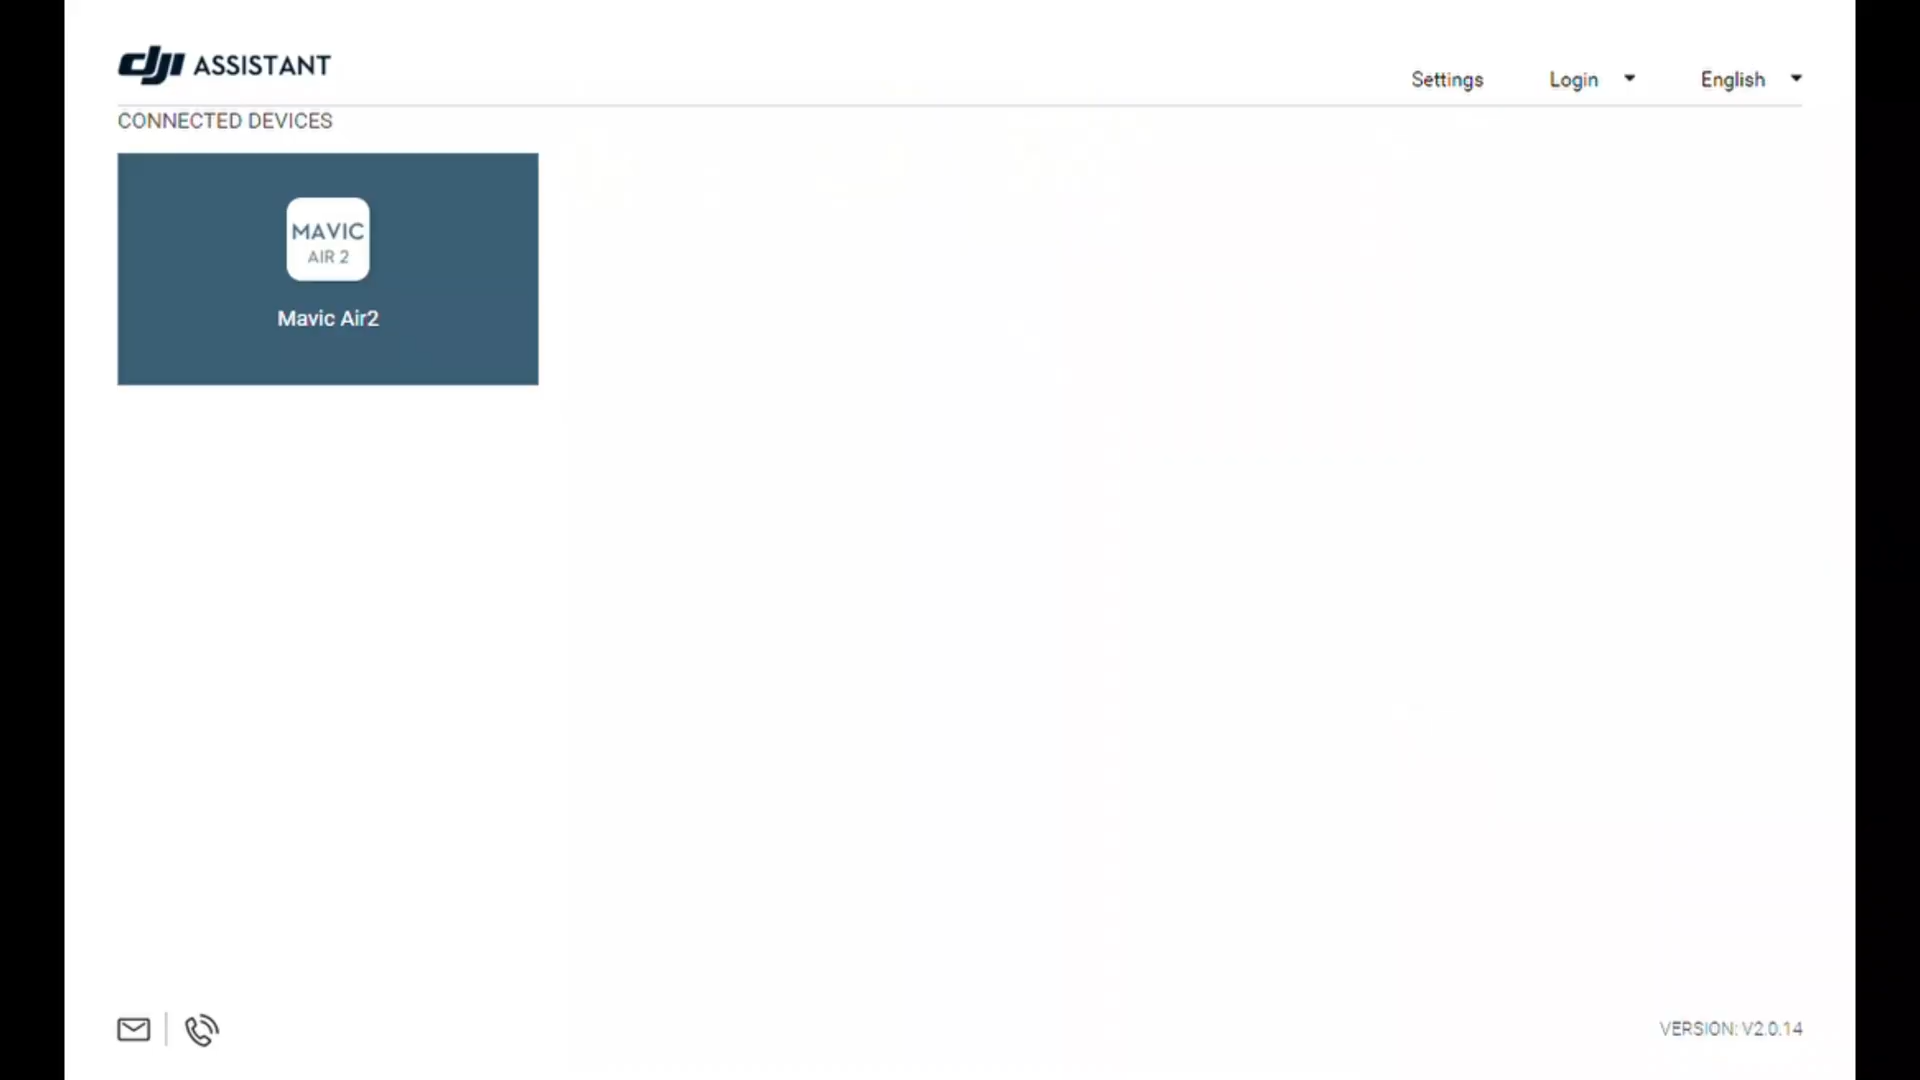 dji ASSISTANT
Settings
Login
English
CONNECTED DEVICES
MAVIC
AIR 2
Mavic Air2
VERSION: V2.0.14